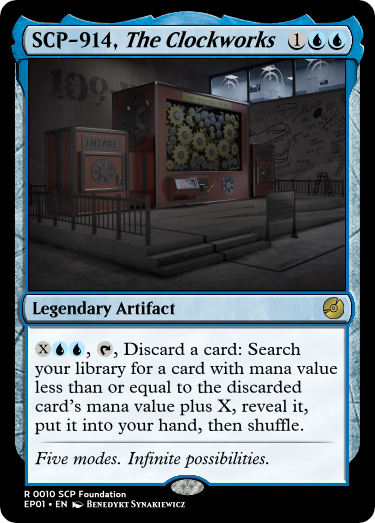 SCP-914, The Clockworks 1
INTAKE
Legendary Artifact
X, , Discard a card: Search
your library for a card with mana value
less than or equal to the discarded
card's mana value plus X, reveal it,
put it into your hand, then shuffle.
Five modes. Infinite possibilities.
R 0010 SCP Foundation
EP01 • EN BENEDYKT SYNAKIEWICZ